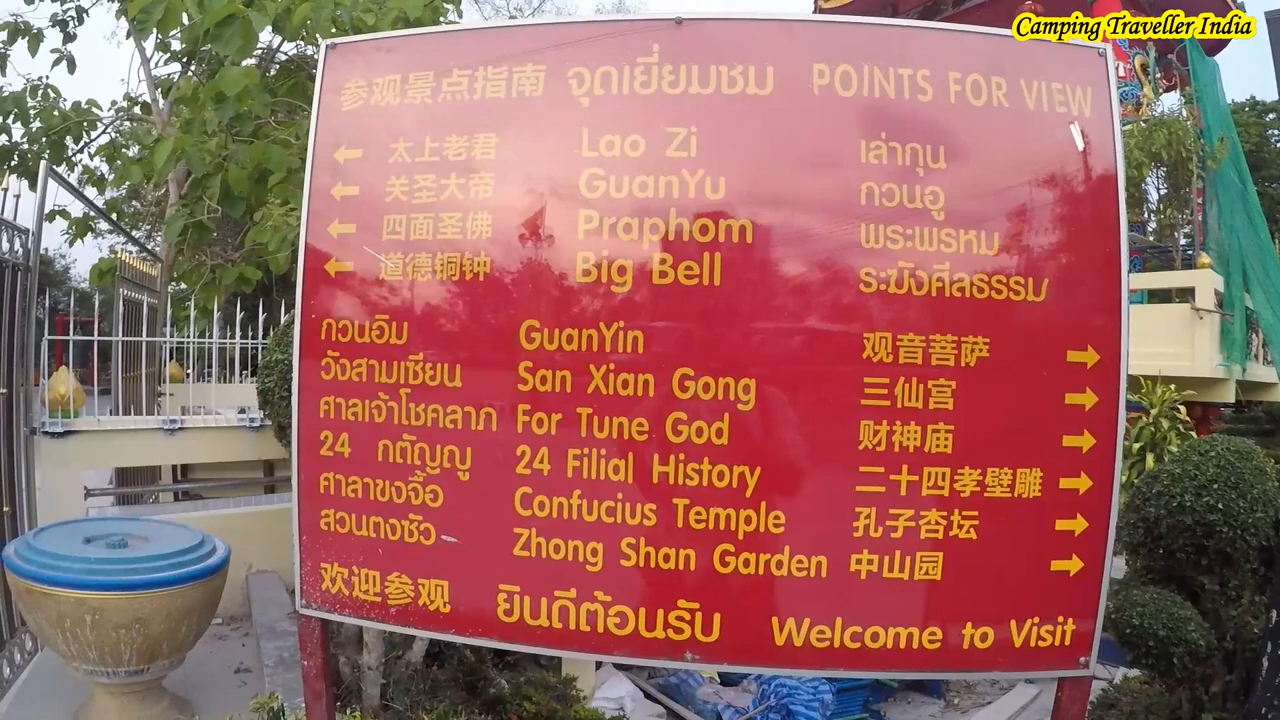 Camping Traveller India
参观景点指南 จุดเยี่ยมชม POINTS FOR VIEW
← 太上老君 Lao Zi เล่ากุน
← 关圣大帝 GuanYu กวนอู
← 四面圣佛 Praphom พระพรหม
← 道德铜钟 Big Bell ระฆังศีลธรรม
กวนอิม GuanYin 观音菩萨 →
วังสามเซียน San Xian Gong 三仙宫 →
ศาลเจ้าโชคลาภ For Tune God 财神庙 →
24 กตัญญู 24 Filial History 二十四孝壁雕 →
ศาลาขงจื้อ Confucius Temple 孔子杏坛 →
สวนตงซัว Zhong Shan Garden 中山园 →
欢迎参观 ยินดีต้อนรับ Welcome to Visit